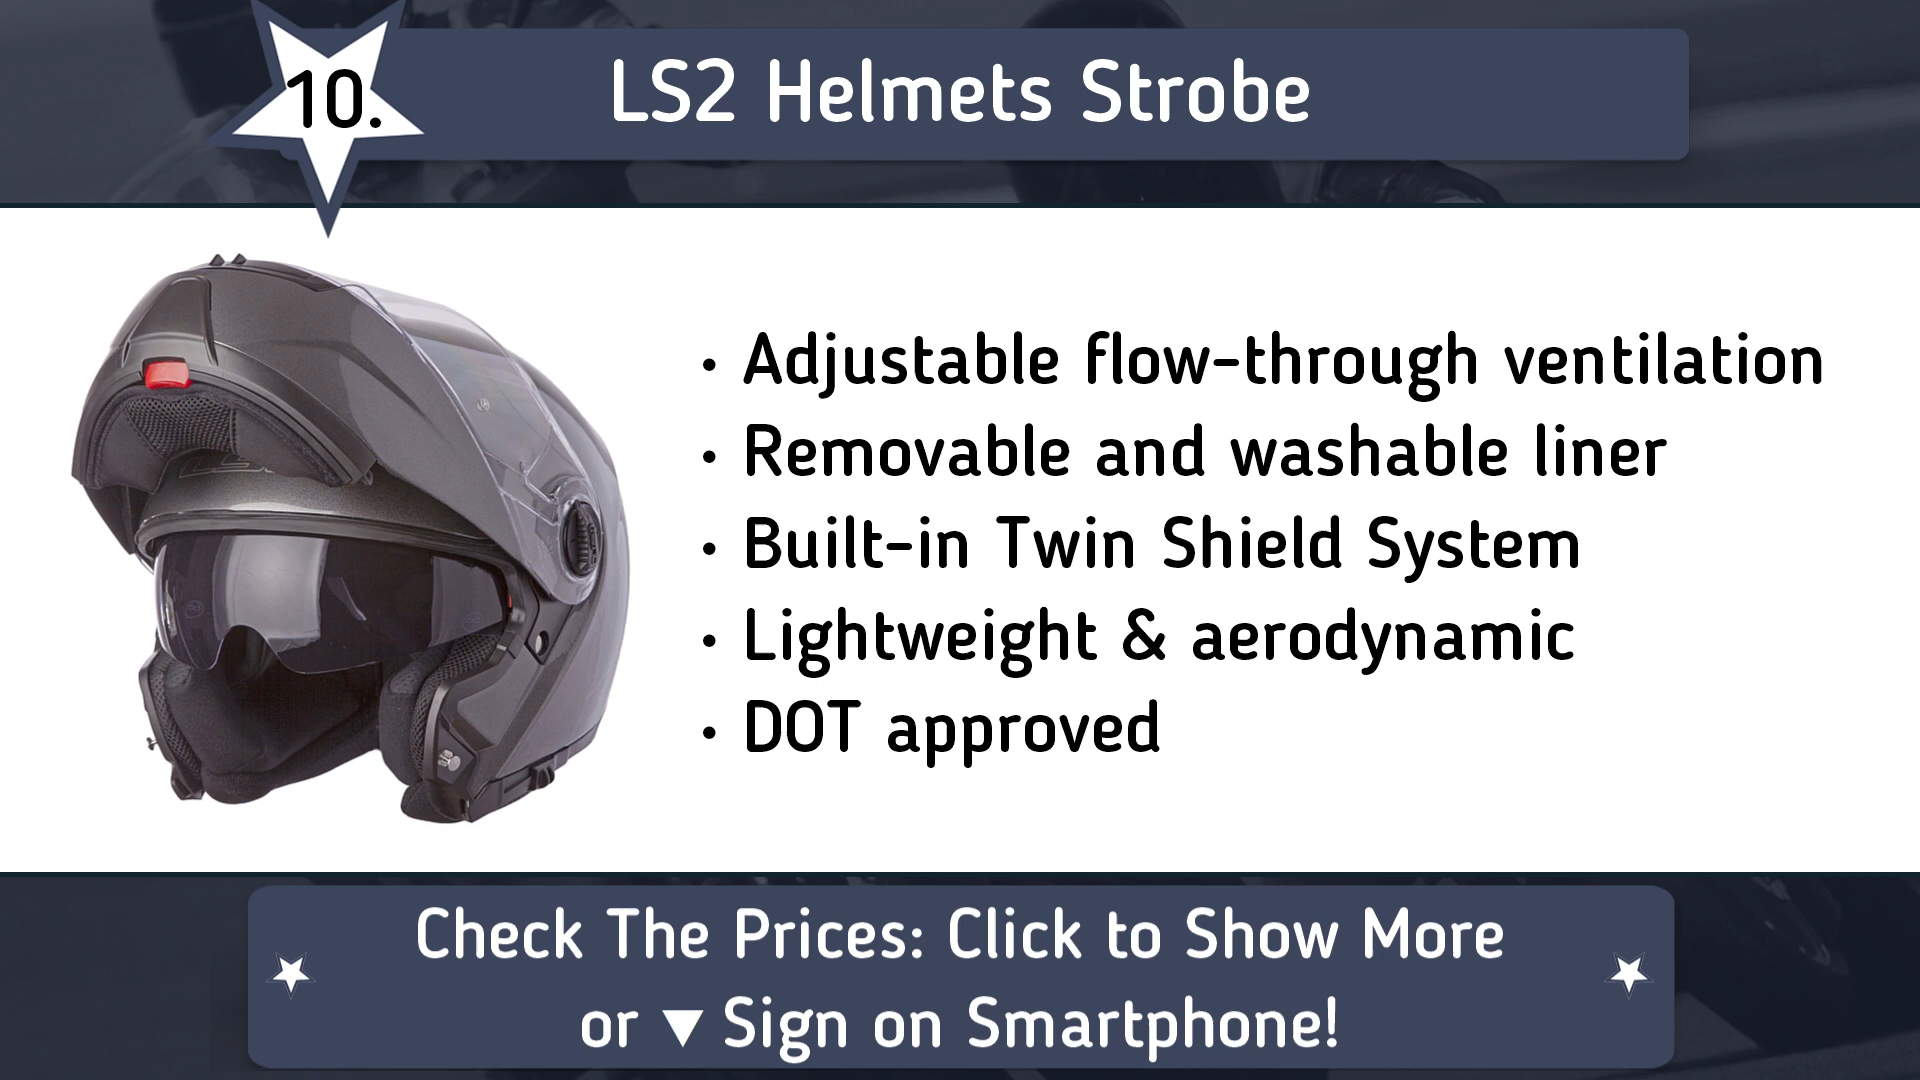 10.
LS2 Helmets Strobe
• Adjustable flow-through ventilation
• Removable and washable liner
• Built-in Twin Shield System
• Lightweight & aerodynamic
• DOT approved
Check The Prices: Click to Show More
or ▼ Sign on Smartphone!